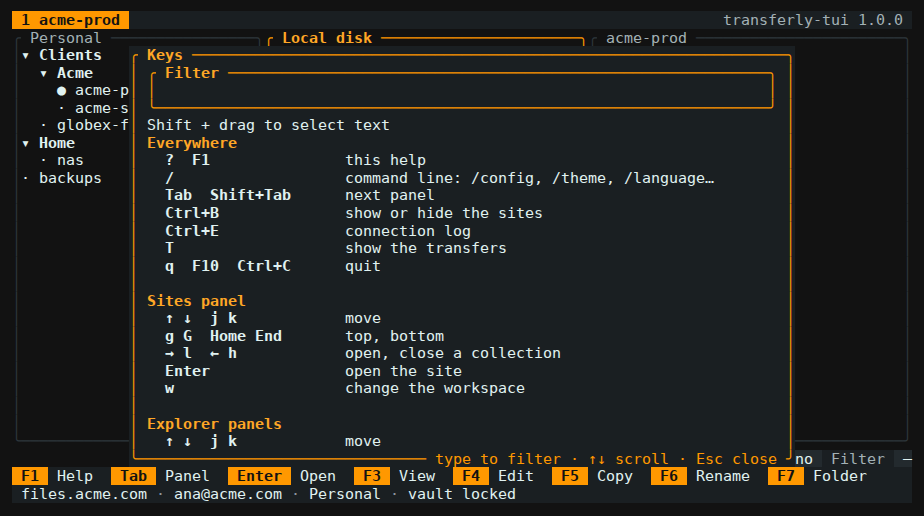 1 acme-prod transferly-tui 1.0.0
Personal Local disk acme-prod
▾ Clients Keys
▾ Acme Filter
● acme-p
· acme-s
· globex-f Shift + drag to select text
▾ Home Everywhere
· nas ? F1 this help
· backups / command line: /config, /theme, /language…
Tab Shift+Tab next panel
Ctrl+B show or hide the sites
Ctrl+E connection log
T show the transfers
q F10 Ctrl+C quit
Sites panel
↑ ↓ j k move
g G Home End top, bottom
→ l ← h open, close a collection
Enter open the site
w change the workspace
Explorer panels
↑ ↓ j k move
type to filter · ↑↓ scroll · Esc close no Filter —
F1 Help Tab Panel Enter Open F3 View F4 Edit F5 Copy F6 Rename F7 Folder
files.acme.com · ana@acme.com · Personal · vault locked